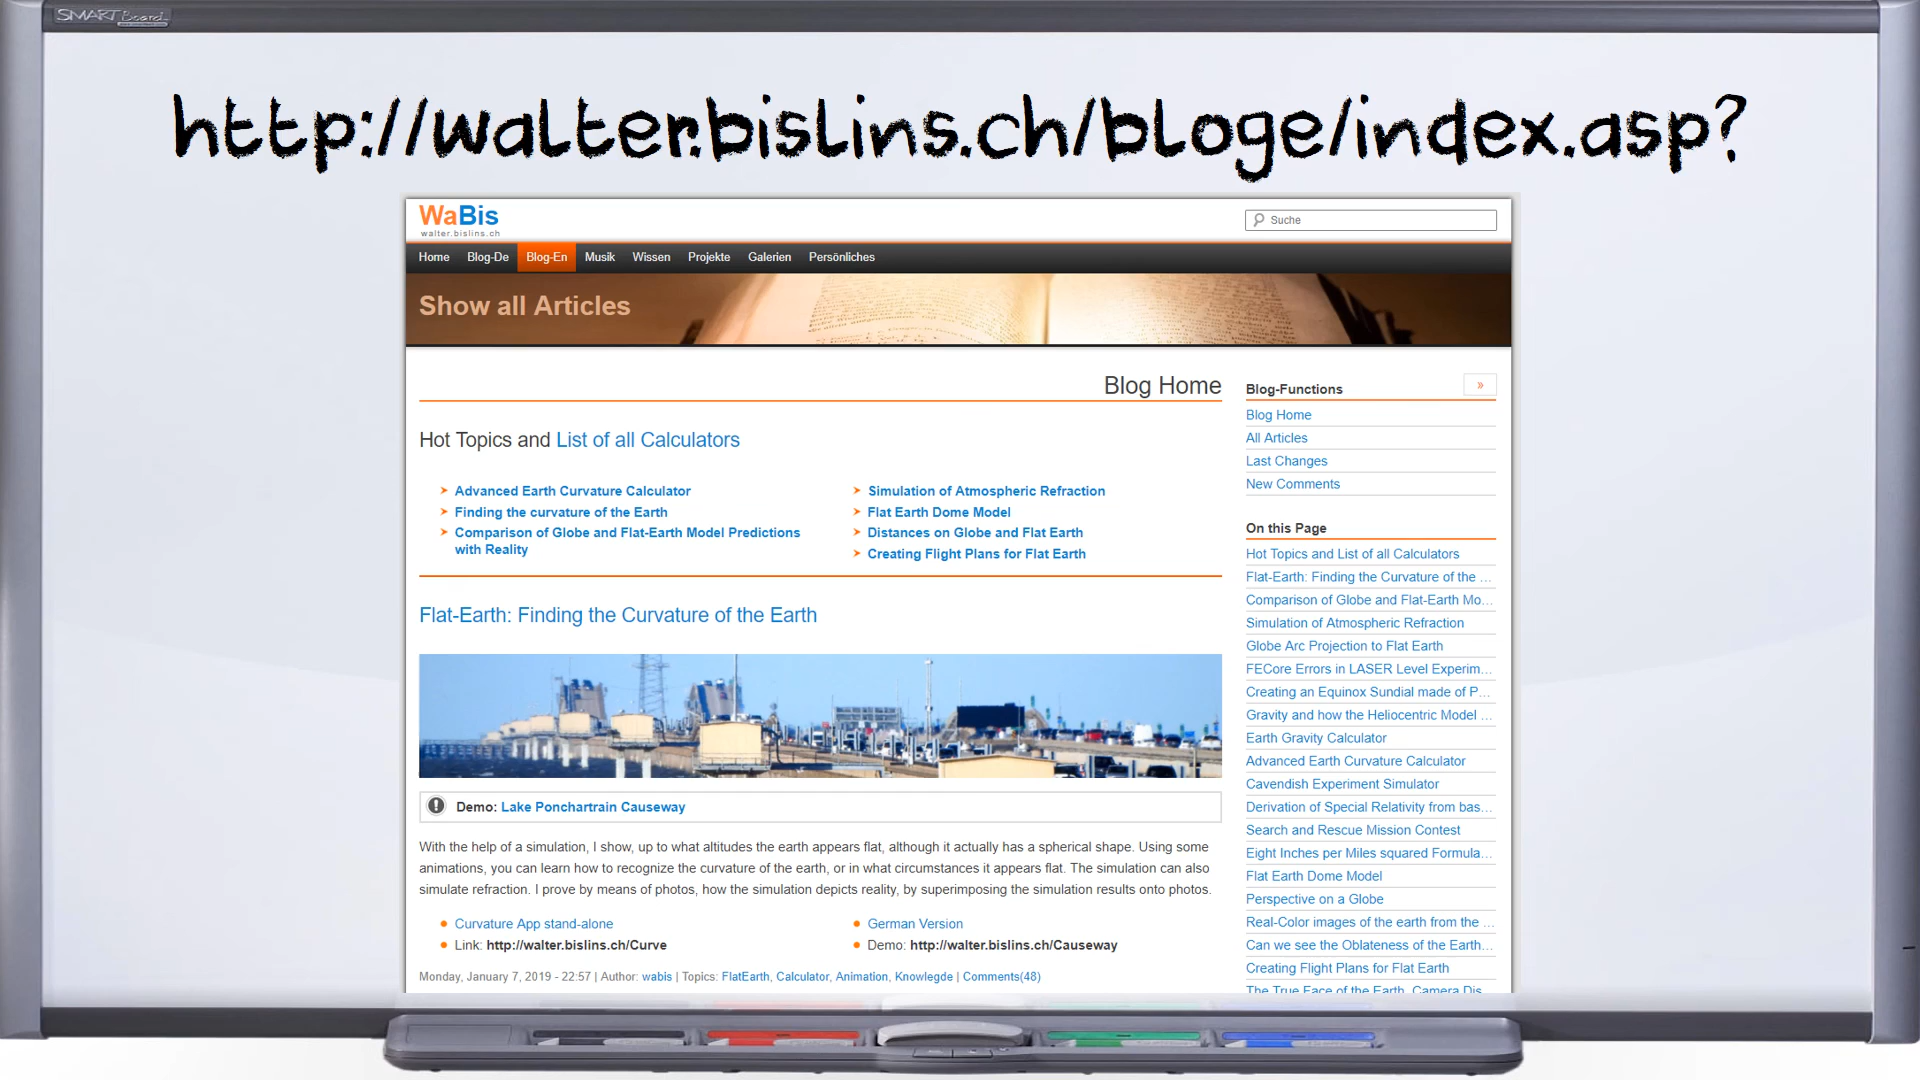 SMART Board
http://walter.bislins.ch/bloge/index.asp?
WaBis
walter.bislins.ch
Suche
Home Blog-De Blog-En Musik Wissen Projekte Galerien Persönliches
Show all Articles
Blog Home
Hot Topics and List of all Calculators
Advanced Earth Curvature Calculator
Finding the curvature of the Earth
Comparison of Globe and Flat-Earth Model Predictions
with Reality
Simulation of Atmospheric Refraction
Flat Earth Dome Model
Distances on Globe and Flat Earth
Creating Flight Plans for Flat Earth
Flat-Earth: Finding the Curvature of the Earth
Demo: Lake Ponchartrain Causeway
With the help of a simulation, I show, up to what altitudes the earth appears flat, although it actually has a spherical shape. Using some
animations, you can learn how to recognize the curvature of the earth, or in what circumstances it appears flat. The simulation can also
simulate refraction. I prove by means of photos, how the simulation depicts reality, by superimposing the simulation results onto photos.
Curvature App stand-alone
Link: http://walter.bislins.ch/Curve
German Version
Demo: http://walter.bislins.ch/Causeway
Monday, January 7, 2019 - 22:57 | Author: wabis | Topics: FlatEarth, Calculator, Animation, Knowlegde | Comments(48)
Blog-Functions »
Blog Home
All Articles
Last Changes
New Comments
On this Page
Hot Topics and List of all Calculators
Flat-Earth: Finding the Curvature of the ...
Comparison of Globe and Flat-Earth Mo...
Simulation of Atmospheric Refraction
Globe Arc Projection to Flat Earth
FECore Errors in LASER Level Experim...
Creating an Equinox Sundial made of P...
Gravity and how the Heliocentric Model ...
Earth Gravity Calculator
Advanced Earth Curvature Calculator
Cavendish Experiment Simulator
Derivation of Special Relativity from bas...
Search and Rescue Mission Contest
Eight Inches per Miles squared Formula...
Flat Earth Dome Model
Perspective on a Globe
Real-Color images of the earth from the ...
Can we see the Oblateness of the Earth...
Creating Flight Plans for Flat Earth
The True Face of the Earth, Camera Dis...